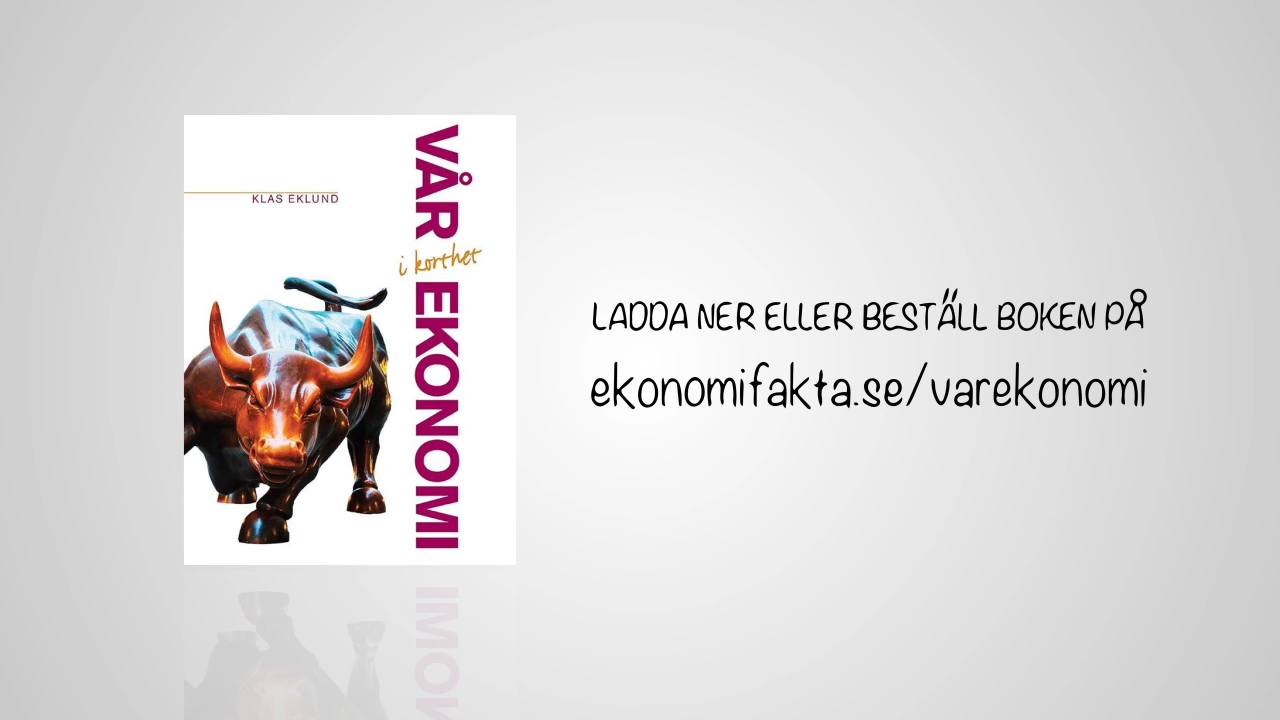 KLAS EKLUND
VÅR EKONOMI
i korthet
LADDA NER ELLER BESTÄLL BOKEN PÅ
ekonomifakta.se/varekonomi